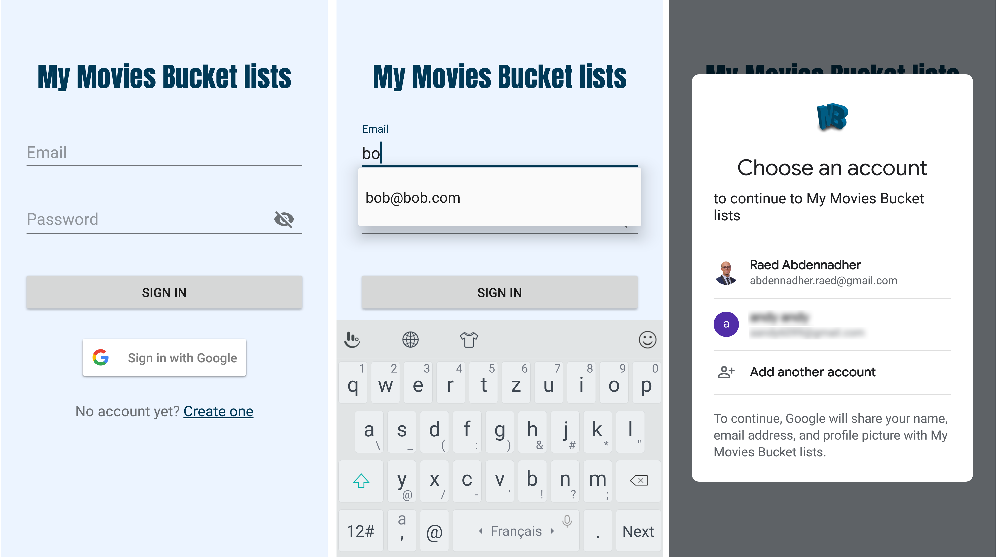 My Movies Bucket lists
Email
Password
SIGN IN
Sign in with Google
No account yet? Create one
My Movies Bucket lists
Email
bo
bob@bob.com
SIGN IN
1 2 3 4 5 6 7 8 9 0
q w e r t z u i o p
a s d f g h j k l
\ _ ( : ) & # * "
y x c v b n m
@ / - ' ! ? ;
12# a , @ Français . Next
My Movies Bucket lists
MB
Choose an account
to continue to My Movies Bucket
lists
Raed Abdennadher
abdennadher.raed@gmail.com
a
Add another account
To continue, Google will share your name,
email address, and profile picture with My
Movies Bucket lists.